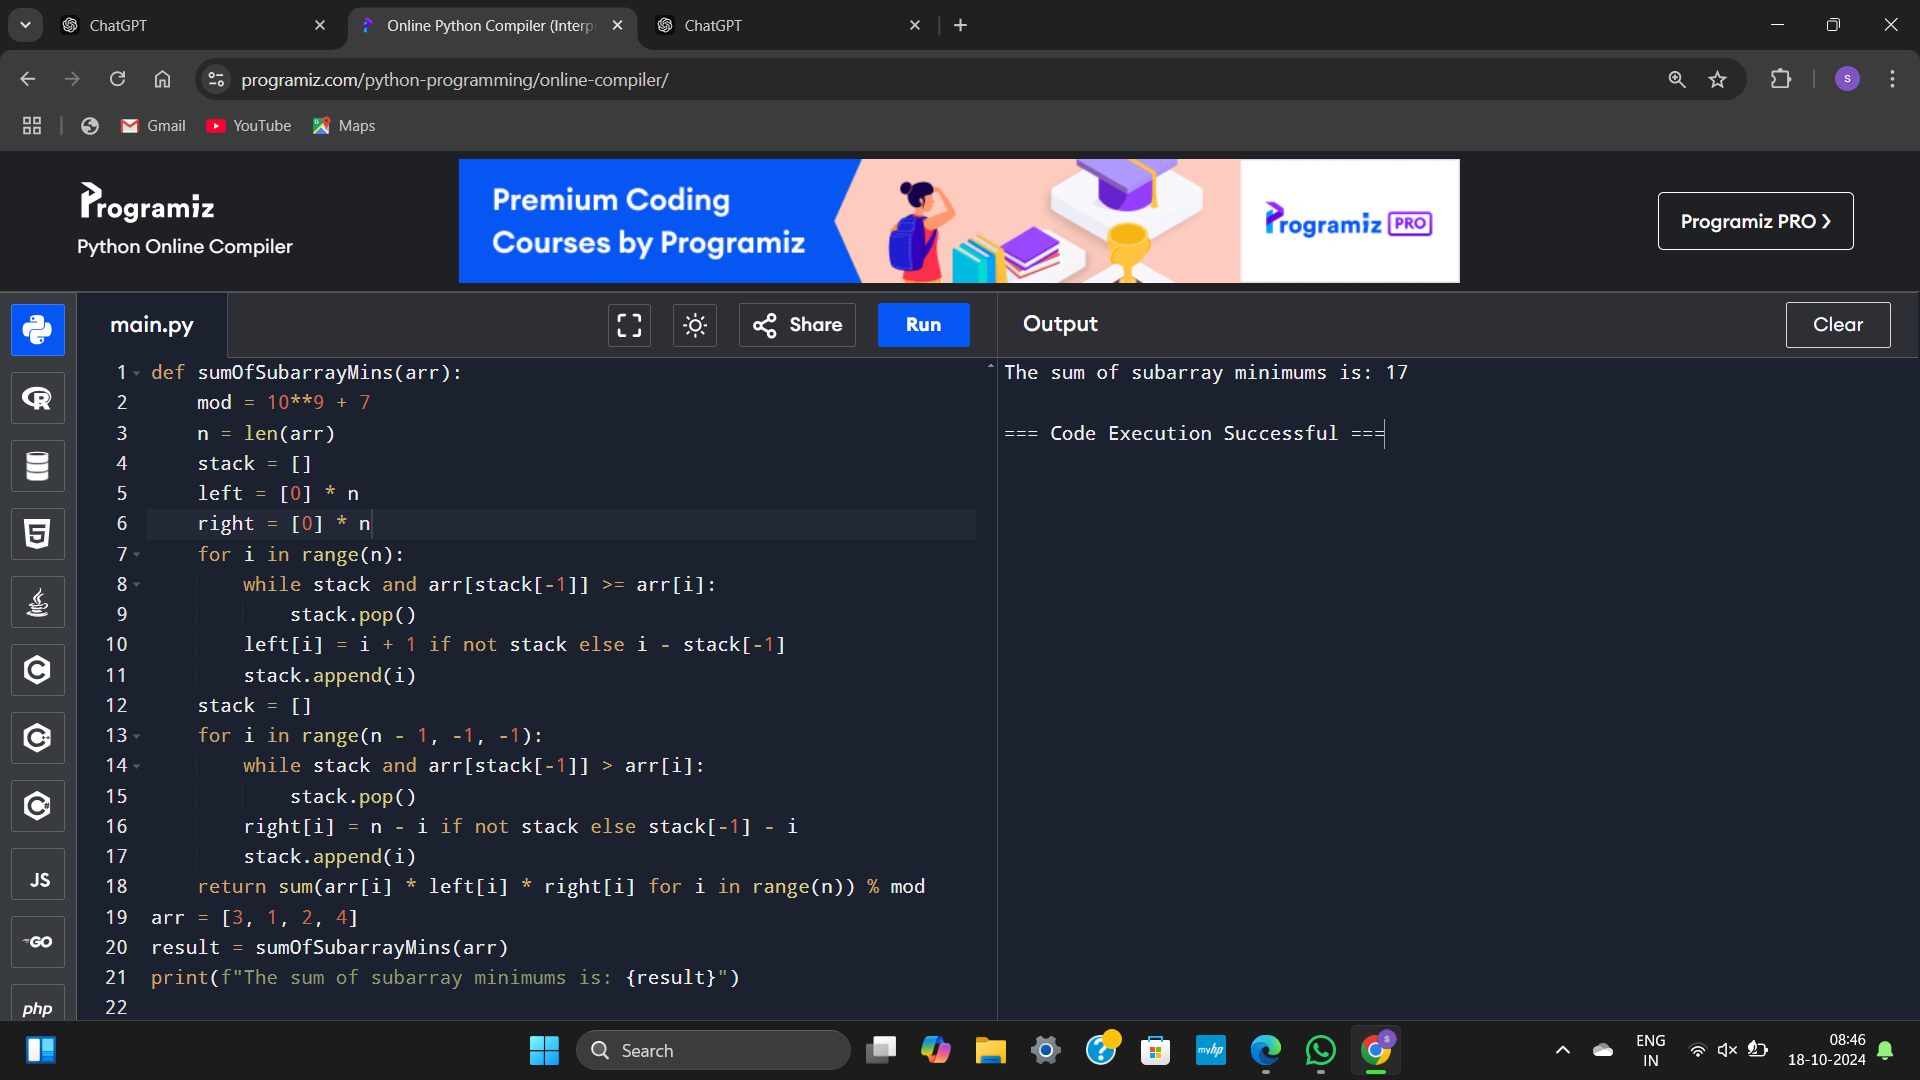 ChatGPT
Online Python Compiler (Interp
ChatGPT
programiz.com/python-programming/online-compiler/
S
Gmail
YouTube
Maps
Programiz
Python Online Compiler
Premium Coding
Courses by Programiz
Programiz PRO
Programiz PRO ❯
main.py
Share
Run
Output
Clear
1 def sumOfSubarrayMins(arr):
2     mod = 10**9 + 7
3     n = len(arr)
4     stack = []
5     left = [0] * n
6     right = [0] * n
7     for i in range(n):
8         while stack and arr[stack[-1]] >= arr[i]:
9             stack.pop()
10         left[i] = i + 1 if not stack else i - stack[-1]
11         stack.append(i)
12     stack = []
13     for i in range(n - 1, -1, -1):
14         while stack and arr[stack[-1]] > arr[i]:
15             stack.pop()
16         right[i] = n - i if not stack else stack[-1] - i
17         stack.append(i)
18     return sum(arr[i] * left[i] * right[i] for i in range(n)) % mod
19 arr = [3, 1, 2, 4]
20 result = sumOfSubarrayMins(arr)
21 print(f"The sum of subarray minimums is: {result}")
22
The sum of subarray minimums is: 17
=== Code Execution Successful ===
JS
GO
php
Search
myhp
S
ENG
IN
08:46
18-10-2024